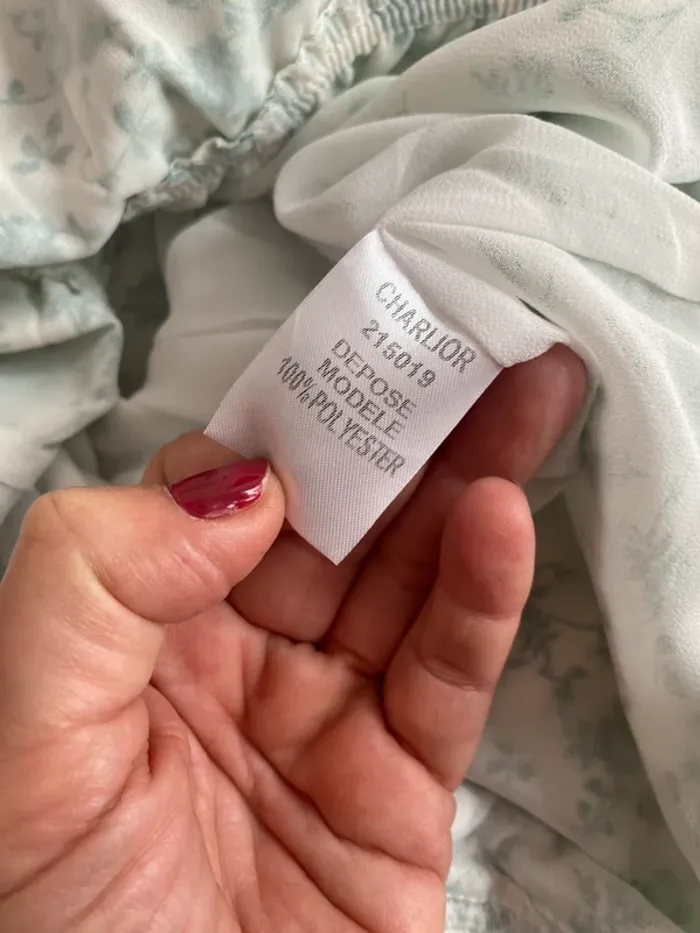 CHARLIOR
215019
DEPOSE
MODELE
100%POLYESTER